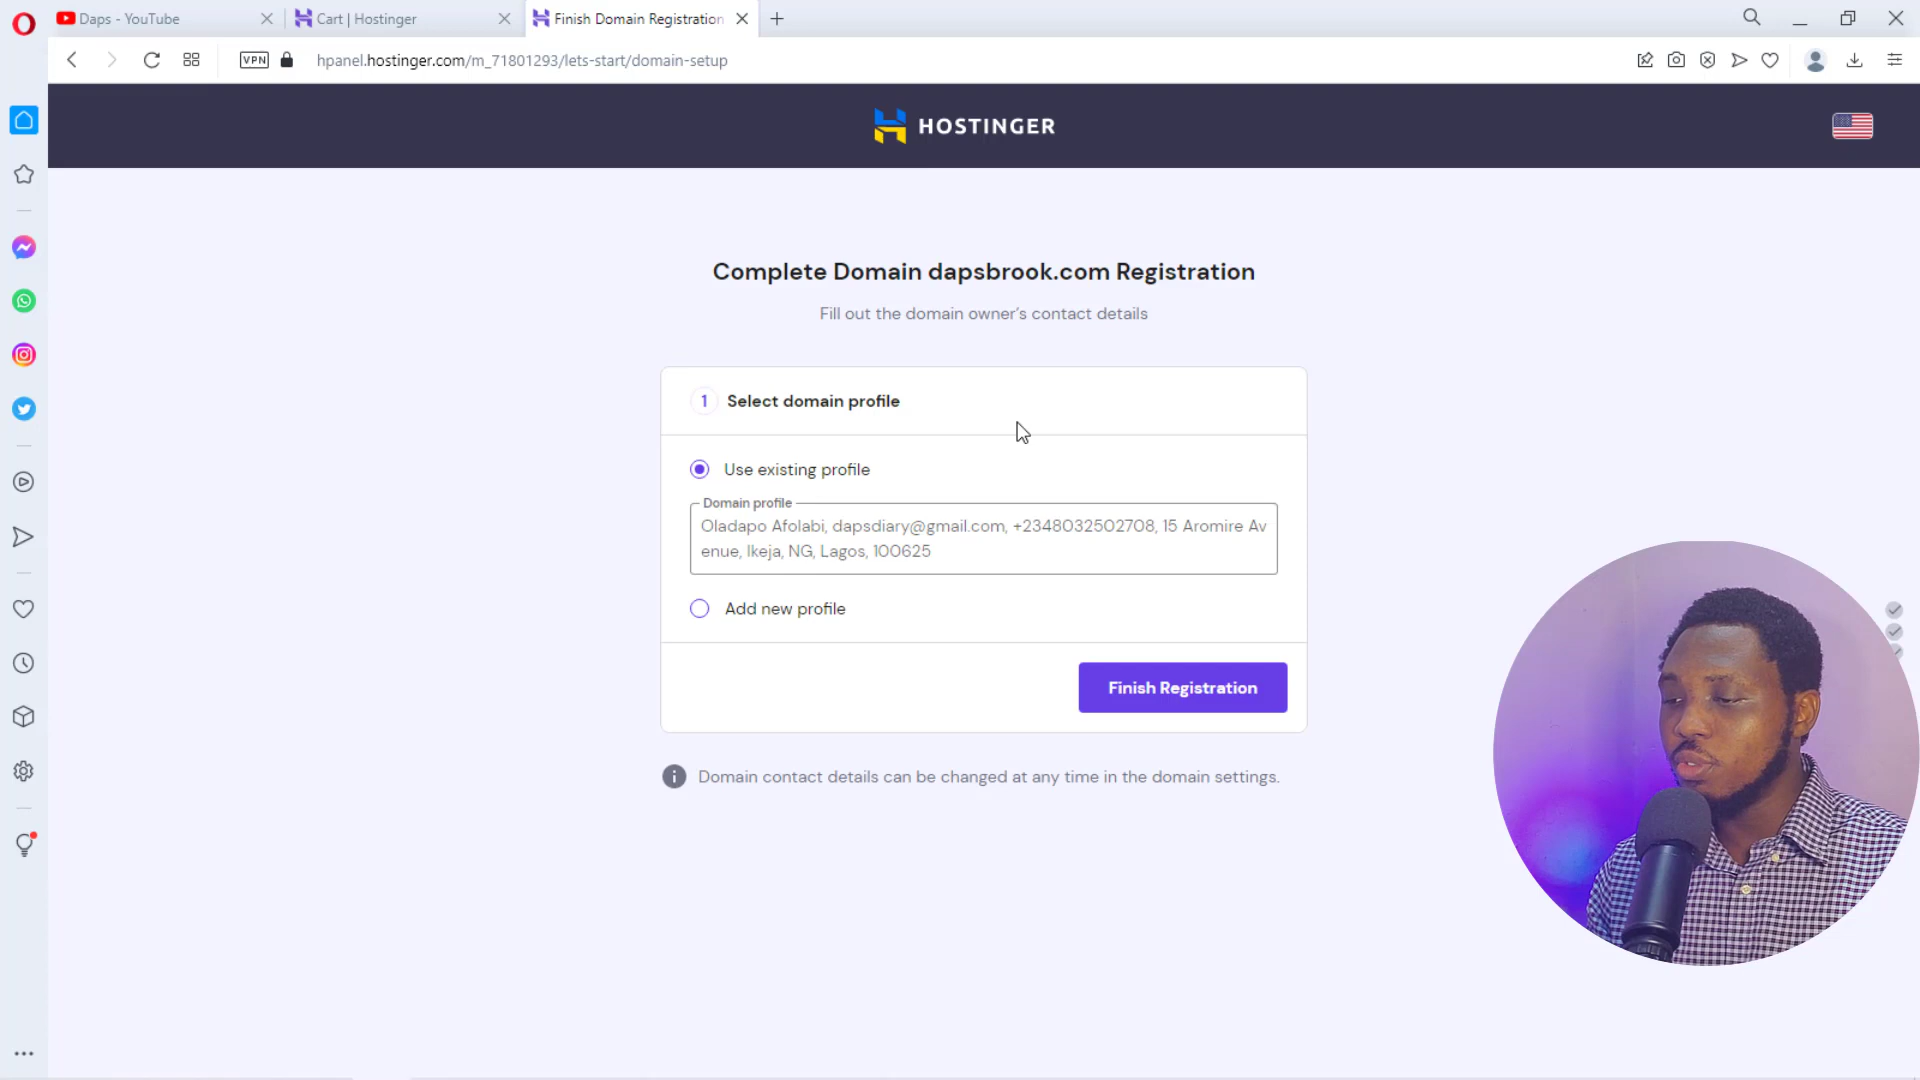 Daps - YouTube
Cart | Hostinger
Finish Domain Registration
VPN
hpanel.hostinger.com/m_71801293/lets-start/domain-setup
HOSTINGER
Complete Domain dapsbrook.com Registration
Fill out the domain owner's contact details
1 Select domain profile
Use existing profile
Domain profile
Oladapo Afolabi, dapsdiary@gmail.com, +2348032502708, 15 Aromire Av
enue, Ikeja, NG, Lagos, 100625
Add new profile
Finish Registration
Domain contact details can be changed at any time in the domain settings.